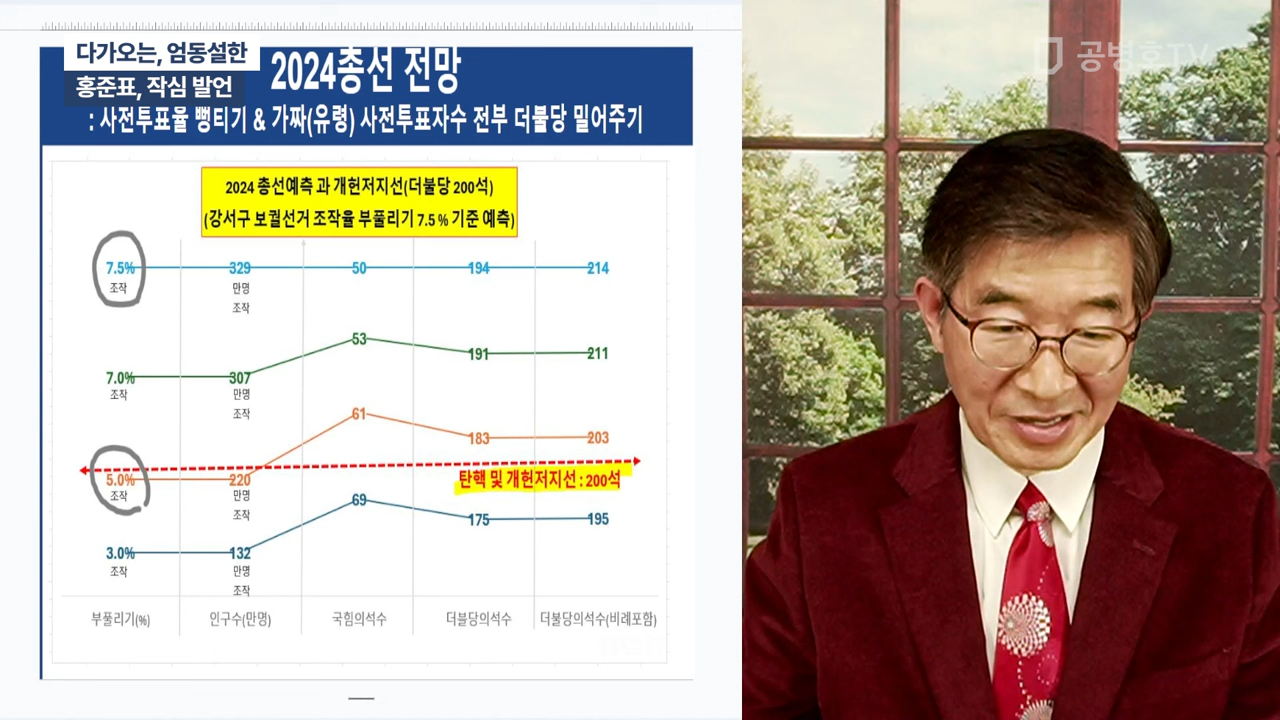 다가오는, 엄동설한
홍준표, 작심 발언
2024총선 전망
: 사전투표율 뻥티기 & 가짜(유령) 사전투표자수 전부 더불당 밀어주기
2024 총선예측 과 개헌저지선(더불당 200석)
(강서구 보궐선거 조작율 부풀리기 7.5 % 기준 예측)
7.5% 329 50 194 214
조작 만명
조작
7.0% 307 53 191 211
조작 만명
조작
5.0% 220 61 183 203
조작 만명
조작
탄핵 및 개헌저지선 : 200석
3.0% 132 69 175 195
조작 만명
조작
부풀리기(%) 인구수(만명) 국힘의석수 더블당의석수 더불당의석수(비례포함)
공병호TV